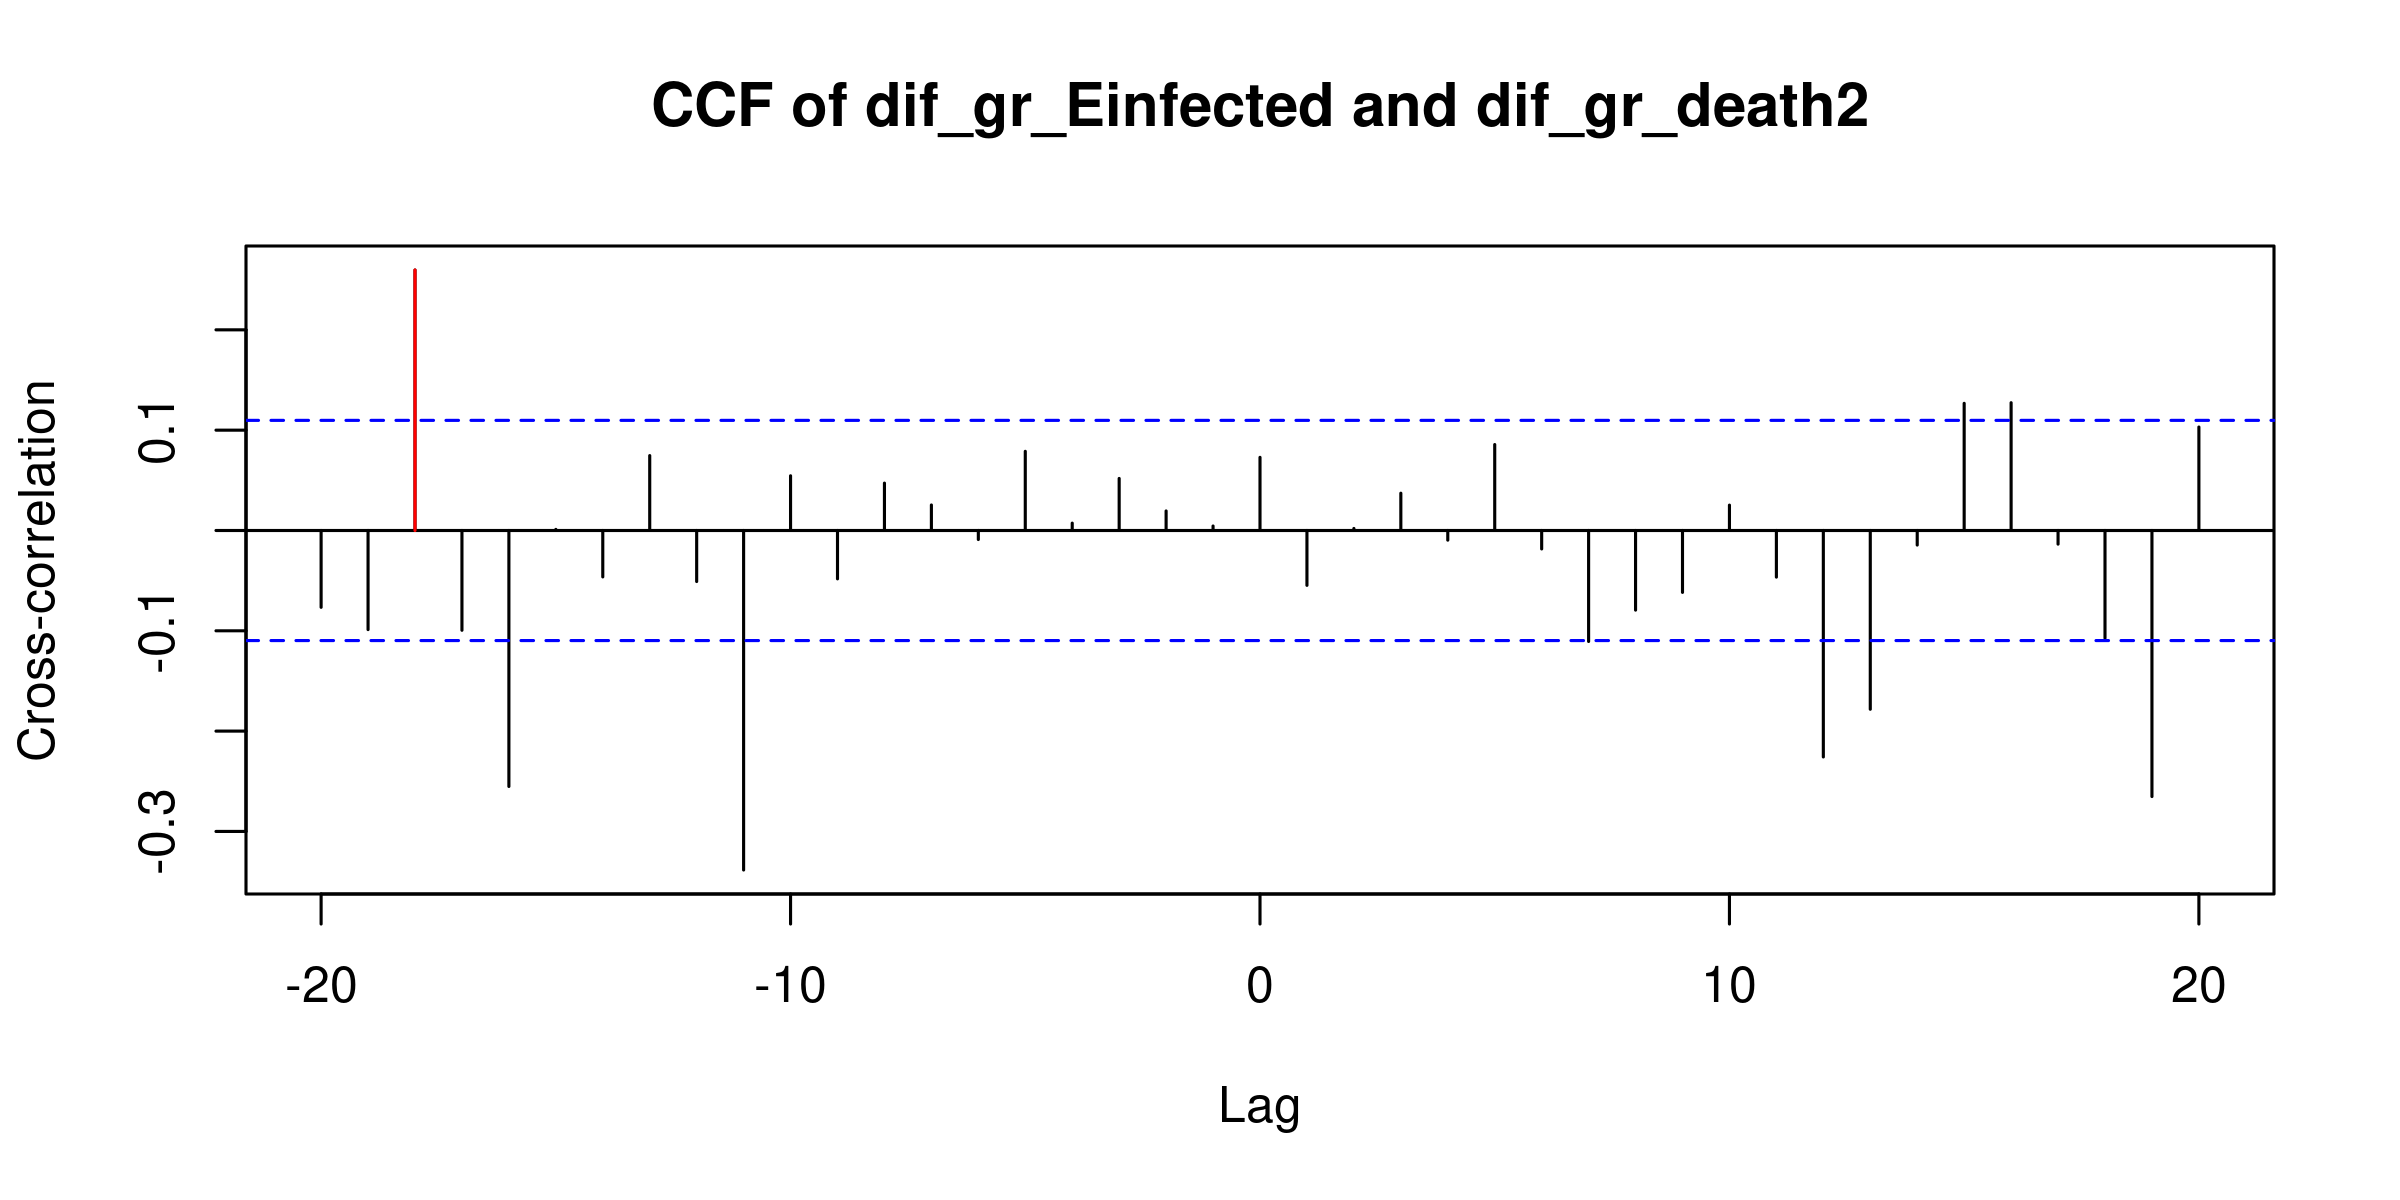 CCF of dif_gr_Einfected and dif_gr_death2
Cross-correlation
0.1
-0.1
-0.3
-20 -10 0 10 20
Lag